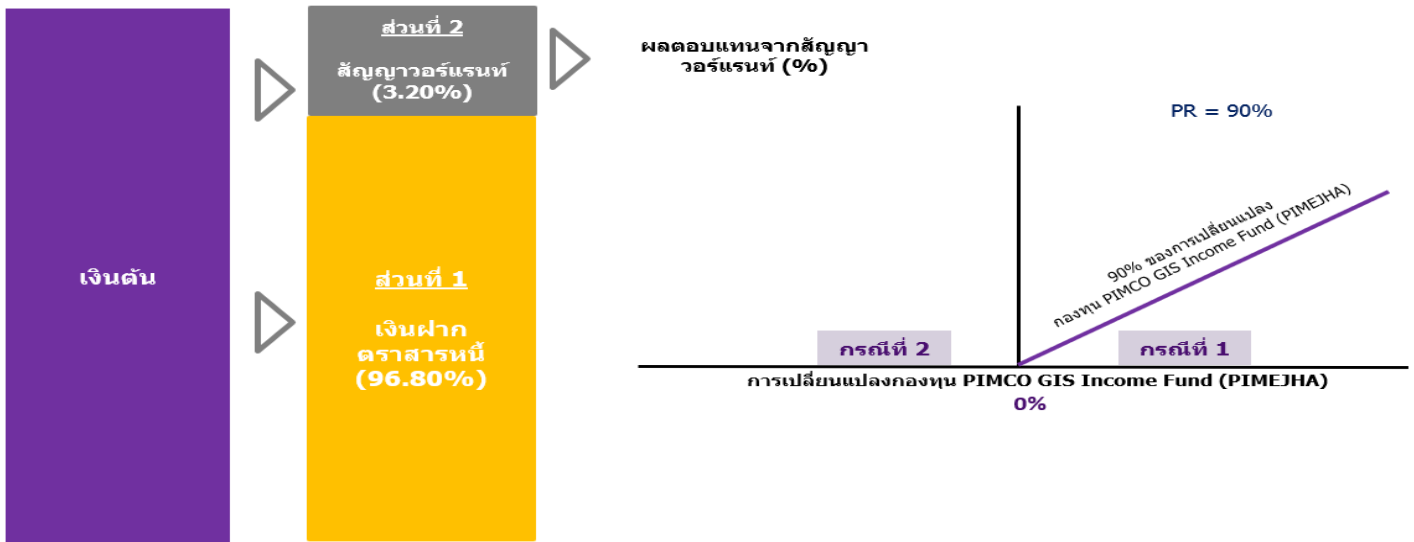 เงินต้น
ส่วนที่ 2
สัญญาวอร์แรนท์
(3.20%)
ส่วนที่ 1
เงินฝาก
ตราสารหนี้
(96.80%)
ผลตอบแทนจากสัญญา
วอร์แรนท์ (%)
PR = 90%
90% ของการเปลี่ยนแปลง
กองทุน PIMCO GIS Income Fund (PIMEJHA)
กรณีที่ 2
กรณีที่ 1
การเปลี่ยนแปลงกองทุน PIMCO GIS Income Fund (PIMEJHA)
0%